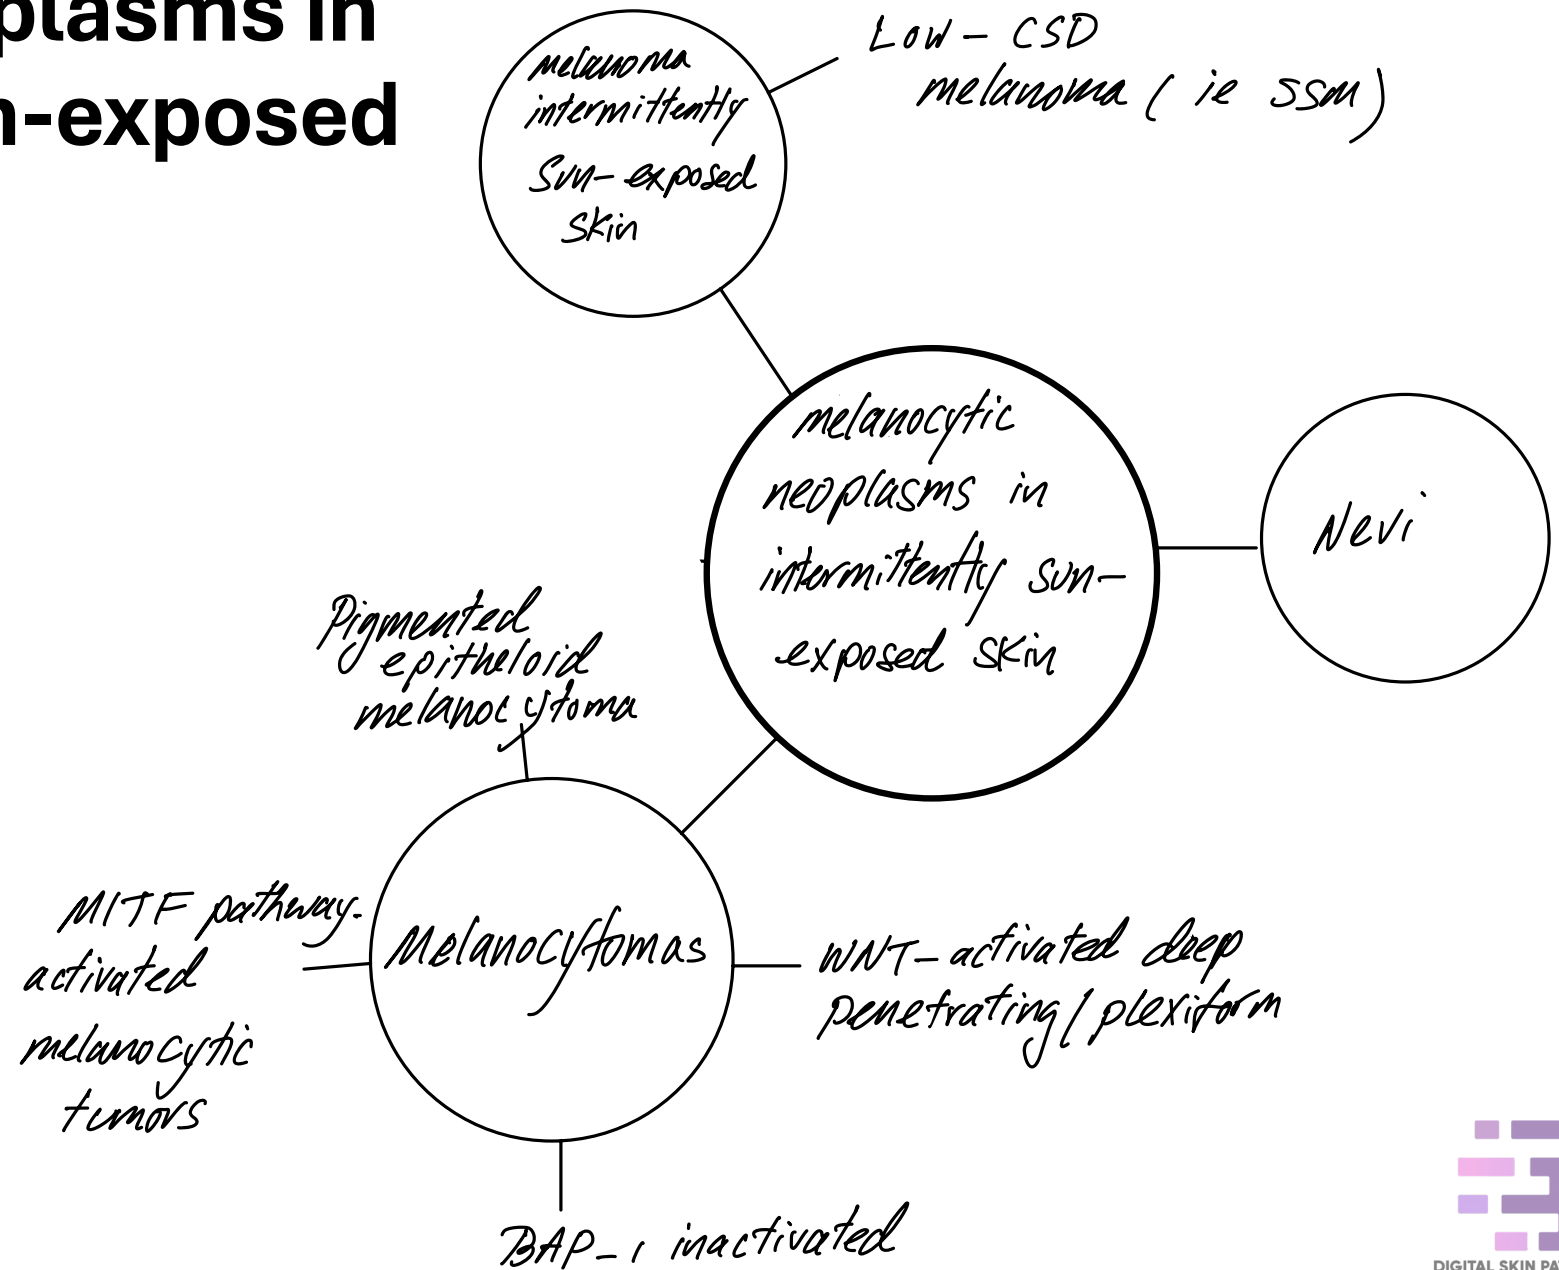 plasms in
n-exposed
melanoma
intermittently
Sun-exposed
skin
Low- CSD
melanoma ( ie SSM)
melanocytic
neoplasms in
intermittently sun-
exposed skin
Nevi
Pigmented
epitheloid
melanocytoma
Melanocytomas
MITF pathway-
activated
melanocytic
tumors
WNT-activated deep
penetrating/plexiform
BAP-1 inactivated
DIGITAL SKIN PA